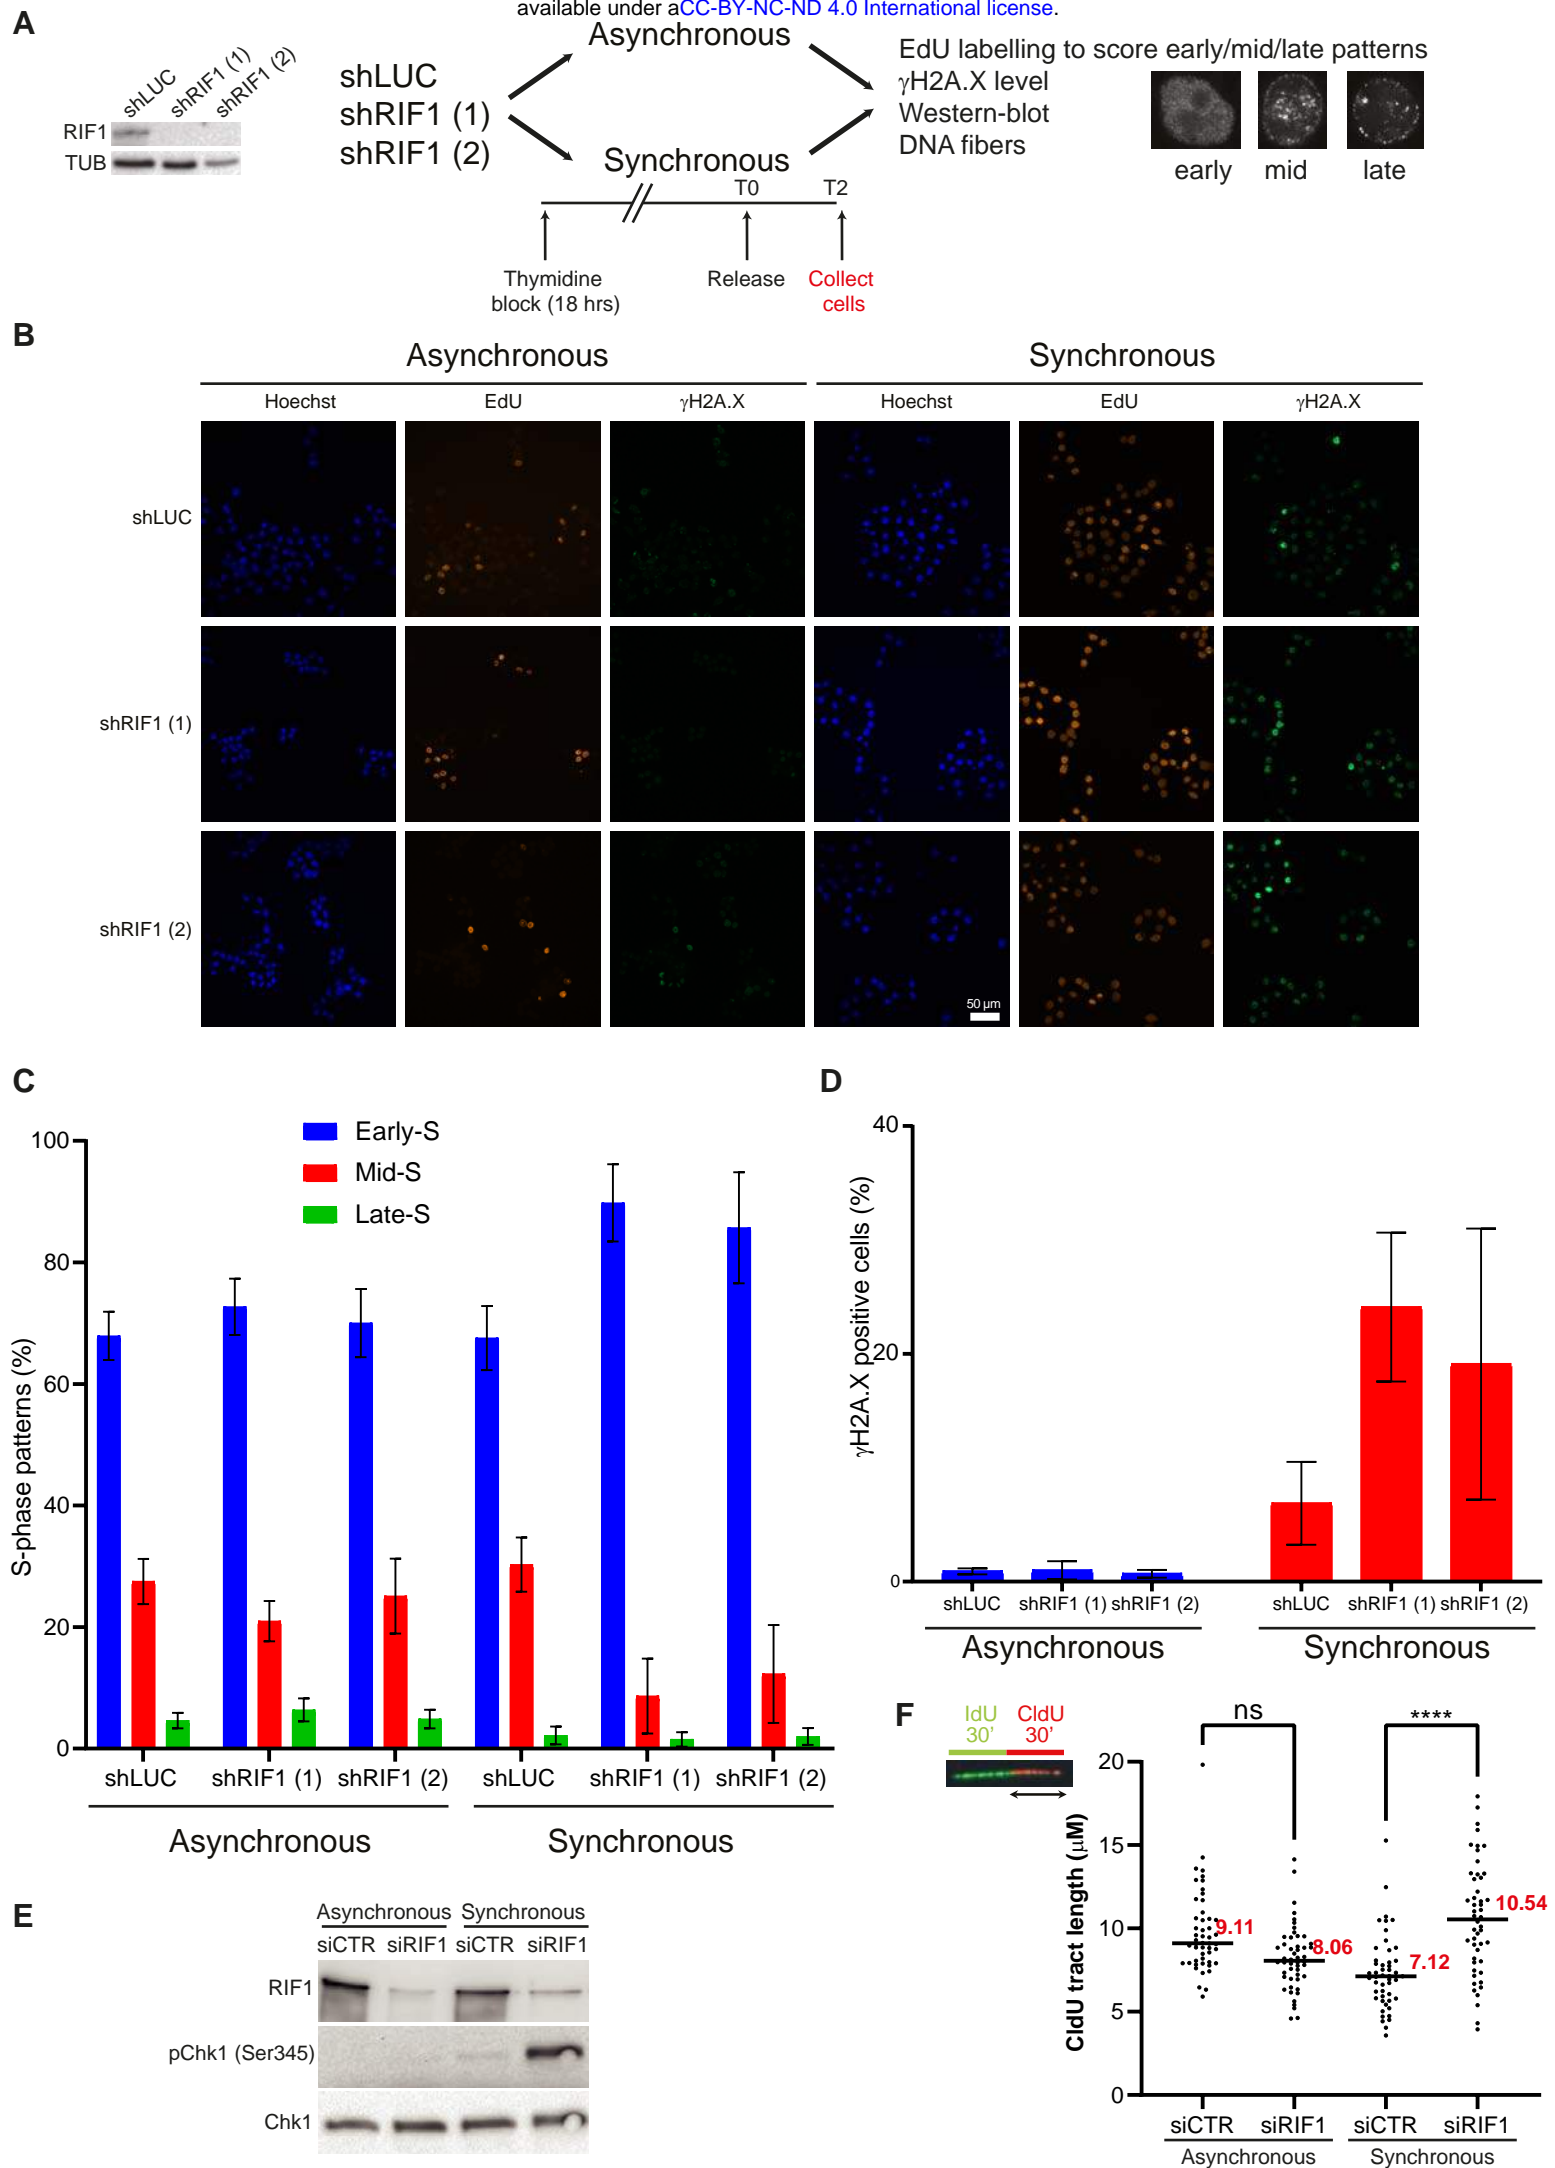 available under aCC-BY-NC-ND 4.0 International license.
A
shLUC
shRIF1 (1)
shRIF1 (2)
RIF1
TUB
shLUC
shRIF1 (1)
shRIF1 (2)
Asynchronous
Synchronous
T0
T2
Thymidine
block (18 hrs)
Release
Collect
cells
EdU labelling to score early/mid/late patterns
γH2A.X level
Western-blot
DNA fibers
early
mid
late
B
Asynchronous
Synchronous
Hoechst
EdU
γH2A.X
Hoechst
EdU
γH2A.X
shLUC
shRIF1 (1)
shRIF1 (2)
50 µm
C
S-phase patterns (%)
100
80
60
40
20
0
Early-S
Mid-S
Late-S
shLUC
shRIF1 (1)
shRIF1 (2)
shLUC
shRIF1 (1)
shRIF1 (2)
Asynchronous
Synchronous
D
γH2A.X positive cells (%)
40
20
0
shLUC
shRIF1 (1)
shRIF1 (2)
shLUC
shRIF1 (1)
shRIF1 (2)
Asynchronous
Synchronous
E
Asynchronous
Synchronous
siCTR
siRIF1
siCTR
siRIF1
RIF1
pChk1 (Ser345)
Chk1
F
IdU
30'
CldU
30'
CldU tract length (µM)
20
15
10
5
0
ns
****
9.11
8.06
7.12
10.54
siCTR
siRIF1
siCTR
siRIF1
Asynchronous
Synchronous